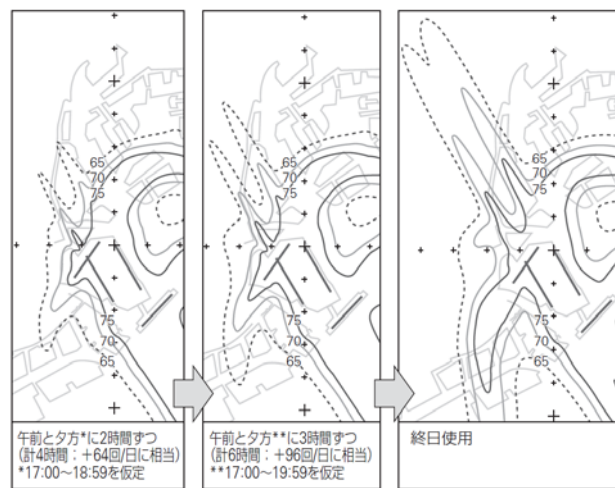 65
70
75
75
70
65
午前と夕方*に2時間ずつ
(計4時間：+64回/日に相当)
*17:00〜18:59を仮定
65
70
75
75
70
65
午前と夕方**に3時間ずつ
(計6時間：+96回/日に相当)
**17:00〜19:59を仮定
65
70
75
75
70
65
終日使用